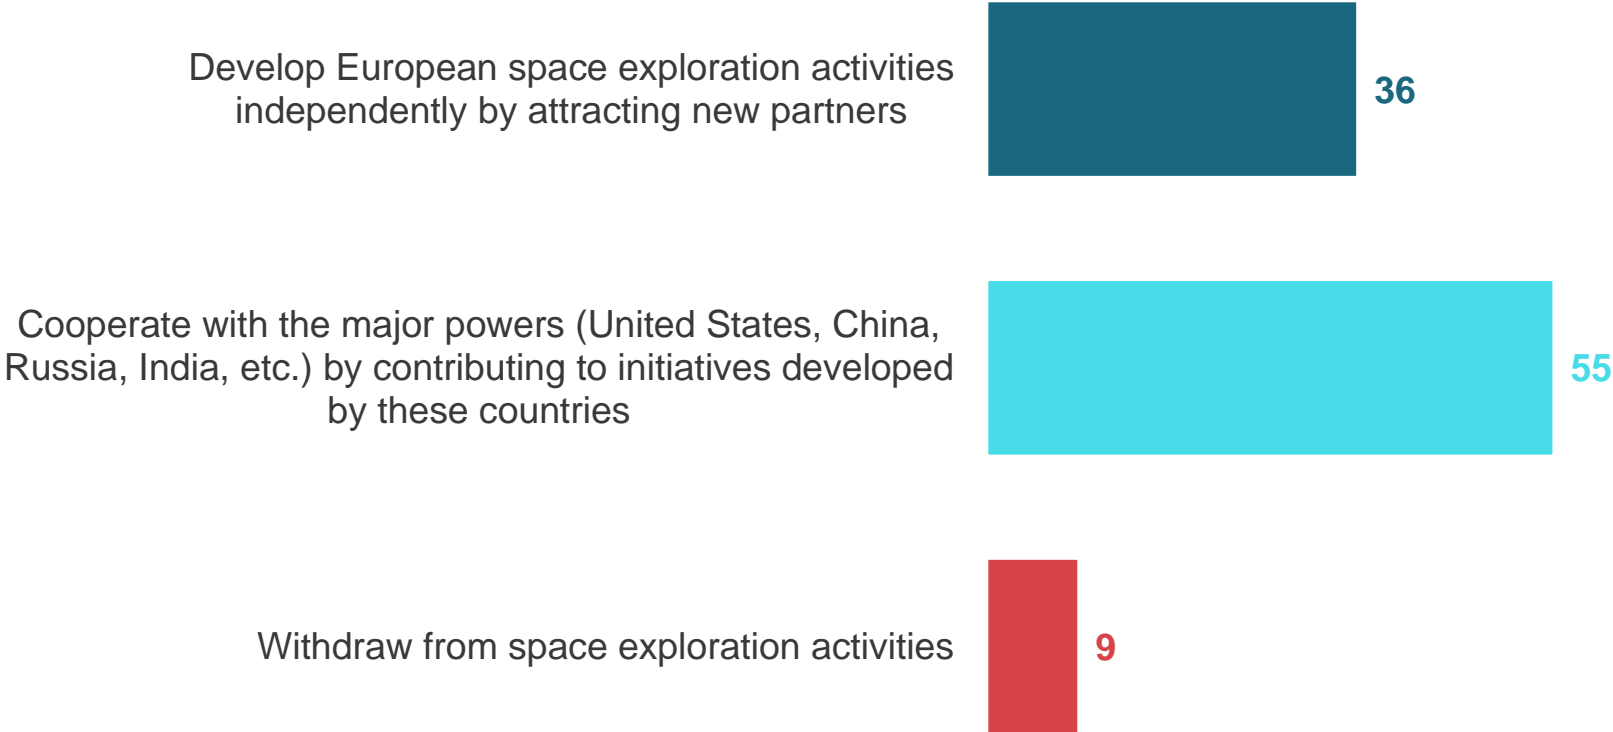 Develop European space exploration activities
independently by attracting new partners
36
Cooperate with the major powers (United States, China,
Russia, India, etc.) by contributing to initiatives developed
by these countries
55
Withdraw from space exploration activities
9